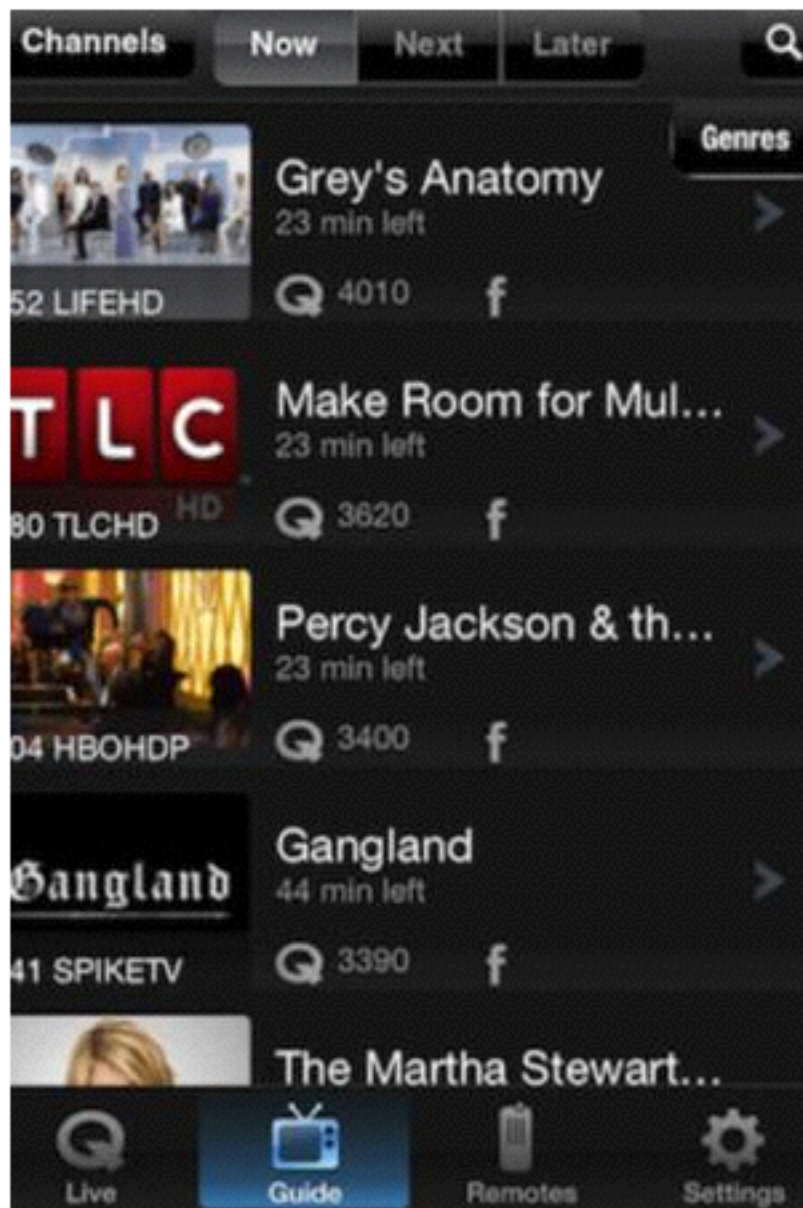 Channels
Now
Next
Later
Genres
Grey's Anatomy
23 min left
52 LIFEHD
4010
f
TLC
HD
Make Room for Mul...
23 min left
80 TLCHD
3620
f
Percy Jackson & th...
23 min left
04 HBOHDP
3400
f
Gangland
Gangland
44 min left
41 SPIKETV
3390
f
The Martha Stewart...
Live
Guide
Remotes
Settings